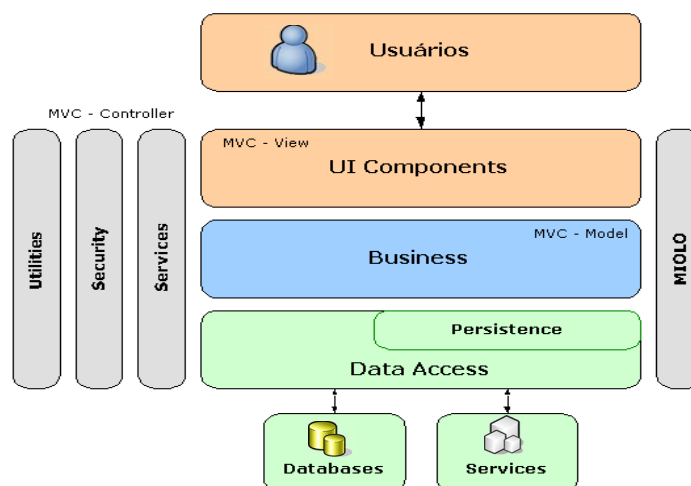 Usuários
MVC - Controller
MVC - View
UI Components
MVC - Model
Business
Persistence
Data Access
Utilities
Security
Services
MIOLO
Databases
Services